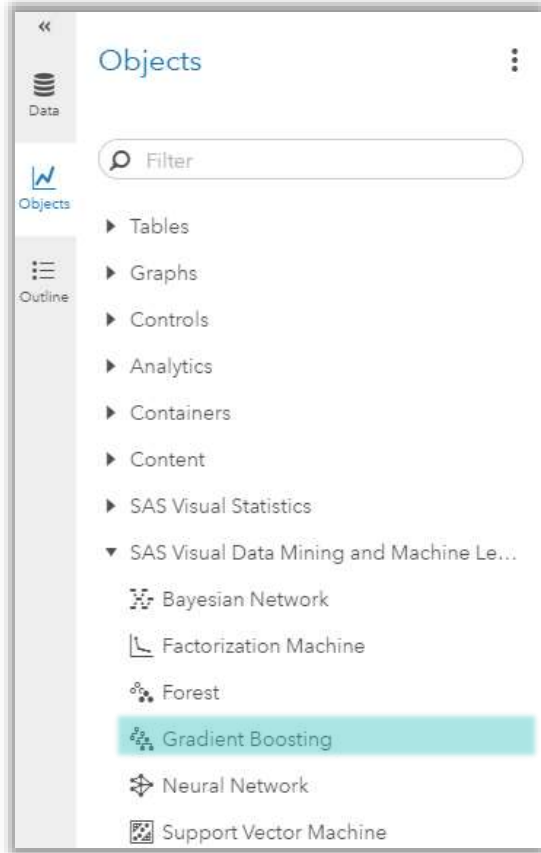 «
Data
Objects
Outline
Objects
Filter
Tables
Graphs
Controls
Analytics
Containers
Content
SAS Visual Statistics
SAS Visual Data Mining and Machine Le...
Bayesian Network
Factorization Machine
Forest
Gradient Boosting
Neural Network
Support Vector Machine